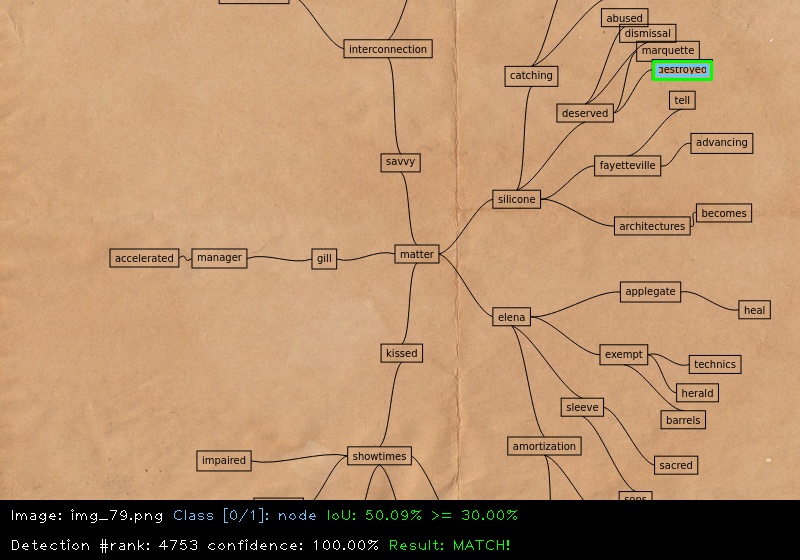 abused
dismissal
interconnection
marquette
catching
destroyed
tell
deserved
advancing
savvy
fayetteville
silicone
becomes
architectures
matter
accelerated
manager
gill
applegate
heal
elena
kissed
exempt
technics
herald
sleeve
barrels
amortization
showtimes
impaired
sacred
sons
Image: img_79.png Class [0/1]: node IoU: 50.09% >= 30.00%
Detection #rank: 4753 confidence: 100.00% Result: MATCH!